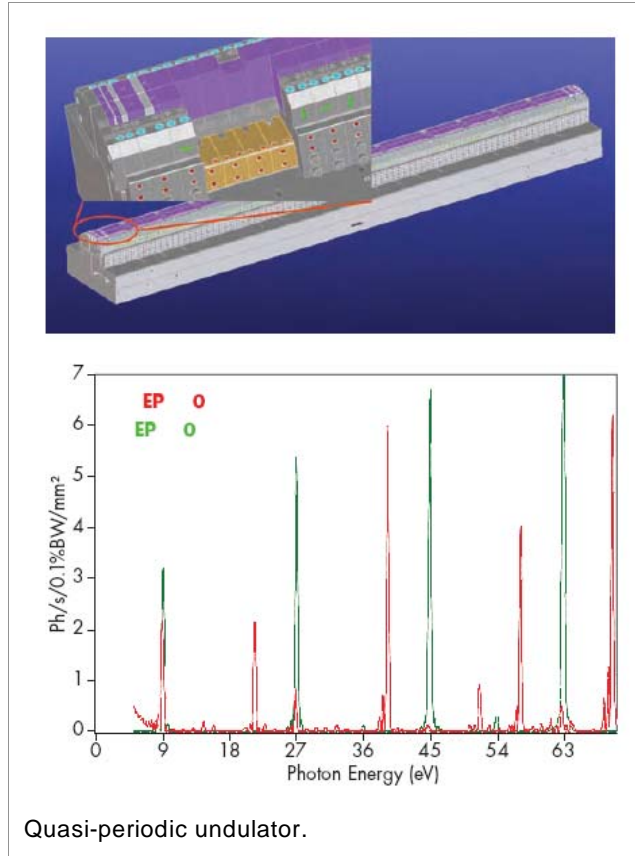 7
EP O
6
EP O
5
4
3
2
1
0
Ph/s/0.1%BW/mm²
0 9 18 27 36 45 54 63
Photon Energy (eV)
Quasi-periodic undulator.